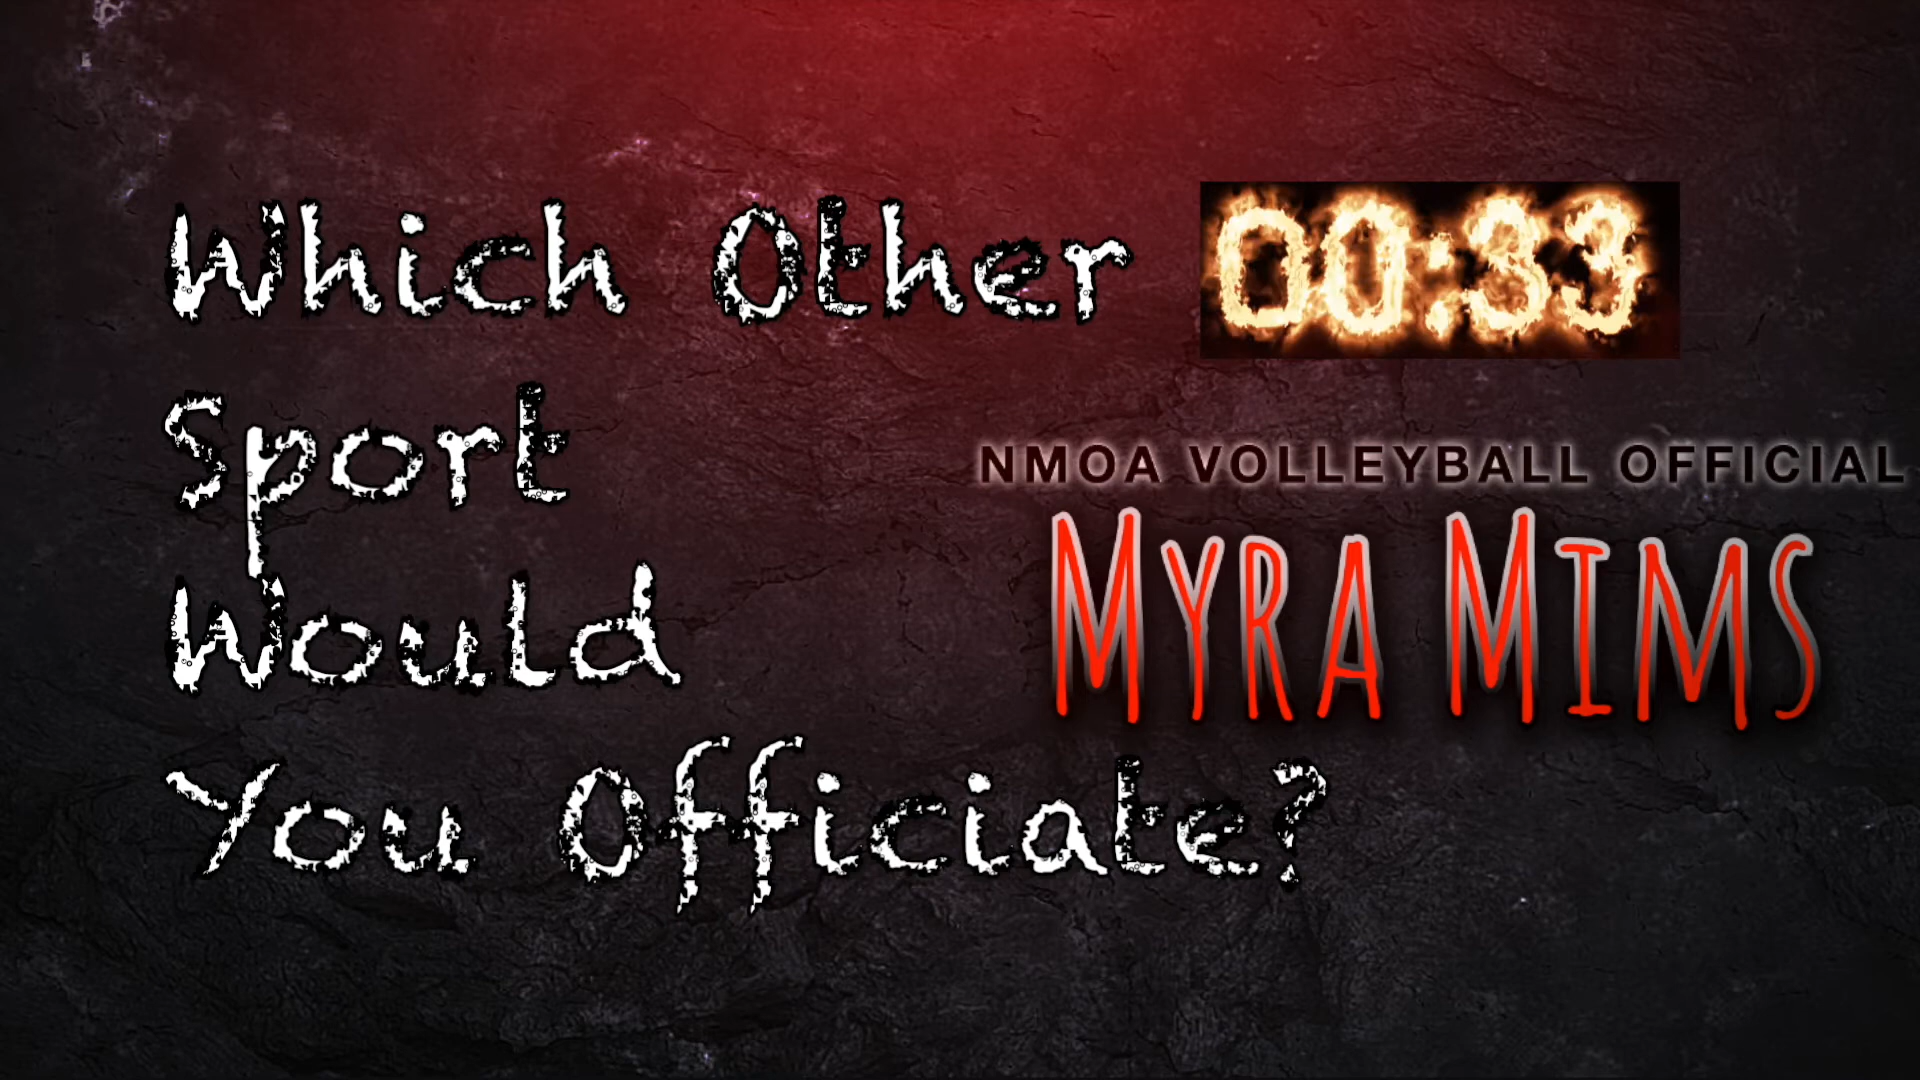 Which Other
00:33
Sport
NMOA VOLLEYBALL OFFICIAL
MYRA MIMS
Would
You Officiate?